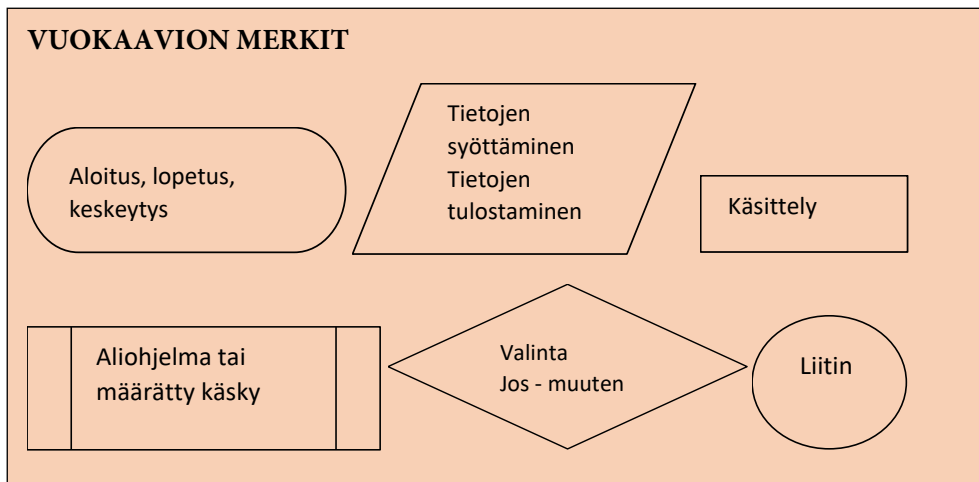 VUOKAAVION MERKIT
Aloitus, lopetus,
keskeytys
Tietojen
syöttäminen
Tietojen
tulostaminen
Käsittely
Aliohjelma tai
määrätty käsky
Valinta
Jos - muuten
Liitin